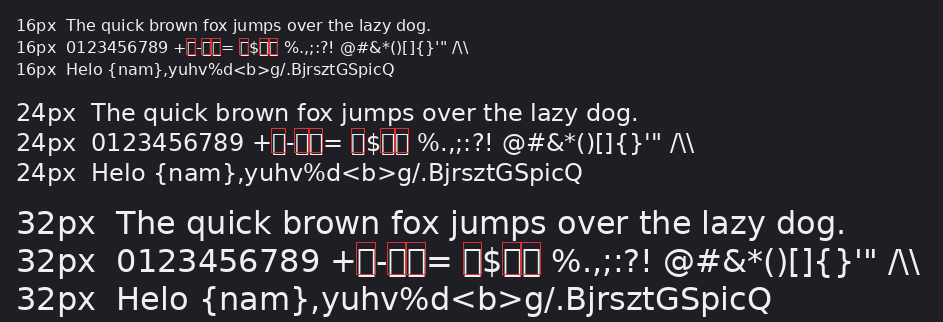 16px The quick brown fox jumps over the lazy dog.
16px 0123456789 +-= $ %.,;:?! @#&*()[]{}'" /\\
16px Helo {nam},yuhv%d<b>g/.BjrsztGSpicQ
24px The quick brown fox jumps over the lazy dog.
24px 0123456789 +-= $ %.,;:?! @#&*()[]{}'" /\\
24px Helo {nam},yuhv%d<b>g/.BjrsztGSpicQ
32px The quick brown fox jumps over the lazy dog.
32px 0123456789 +-= $ %.,;:?! @#&*()[]{}'" /\\
32px Helo {nam},yuhv%d<b>g/.BjrsztGSpicQ